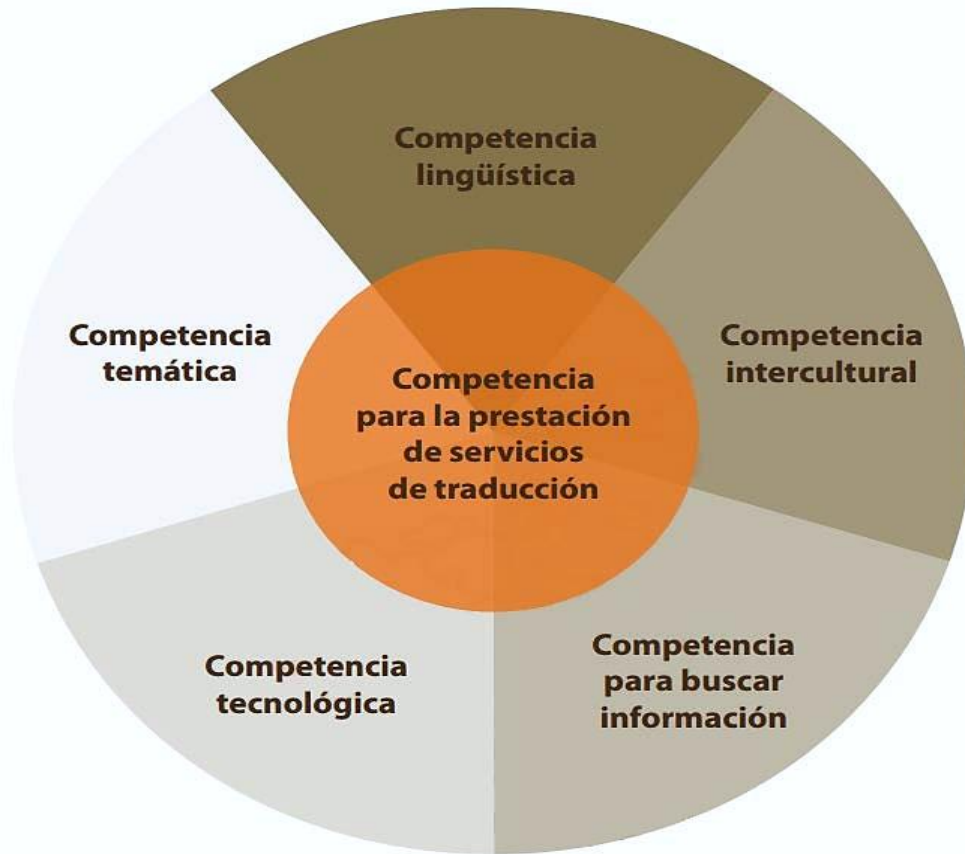 Competencia
lingüística
Competencia
temática
Competencia
intercultural
Competencia
para la prestación
de servicios
de traducción
Competencia
tecnológica
Competencia
para buscar
información